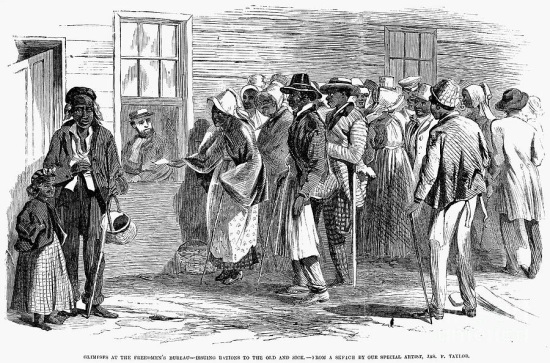 GLIMPSES AT THE FREEDMEN'S BUREAU—ISSUING RATIONS TO THE OLD AND SICK.—FROM A SKETCH BY OUR SPECIAL ARTIST, JAS. E. TAYLOR.